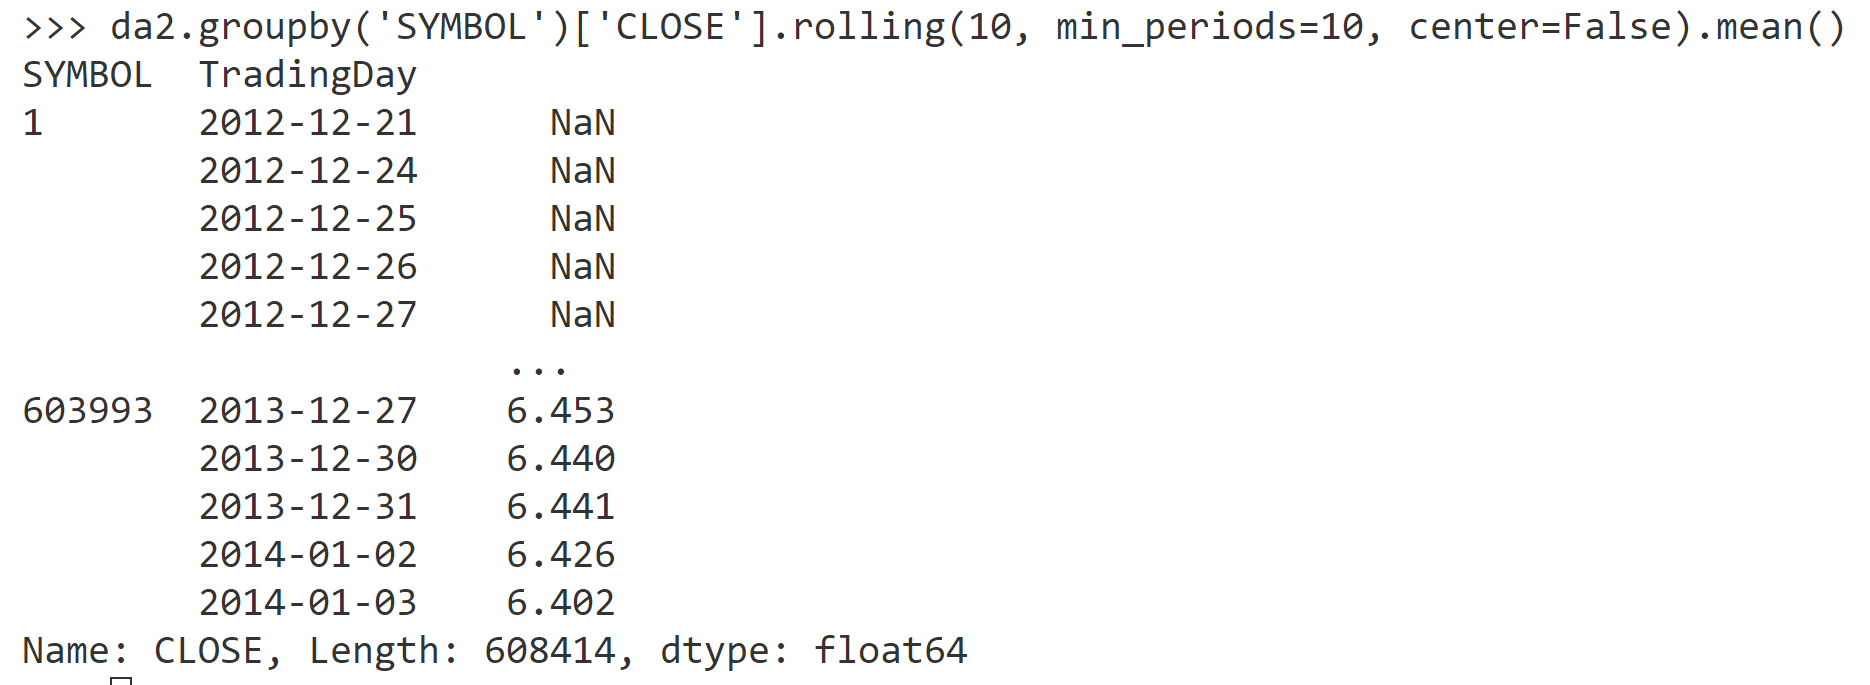 >>> da2.groupby('SYMBOL')['CLOSE'].rolling(10, min_periods=10, center=False).mean()
SYMBOL  TradingDay
1       2012-12-21      NaN
        2012-12-24      NaN
        2012-12-25      NaN
        2012-12-26      NaN
        2012-12-27      NaN
                      ...
603993  2013-12-27    6.453
        2013-12-30    6.440
        2013-12-31    6.441
        2014-01-02    6.426
        2014-01-03    6.402
Name: CLOSE, Length: 608414, dtype: float64